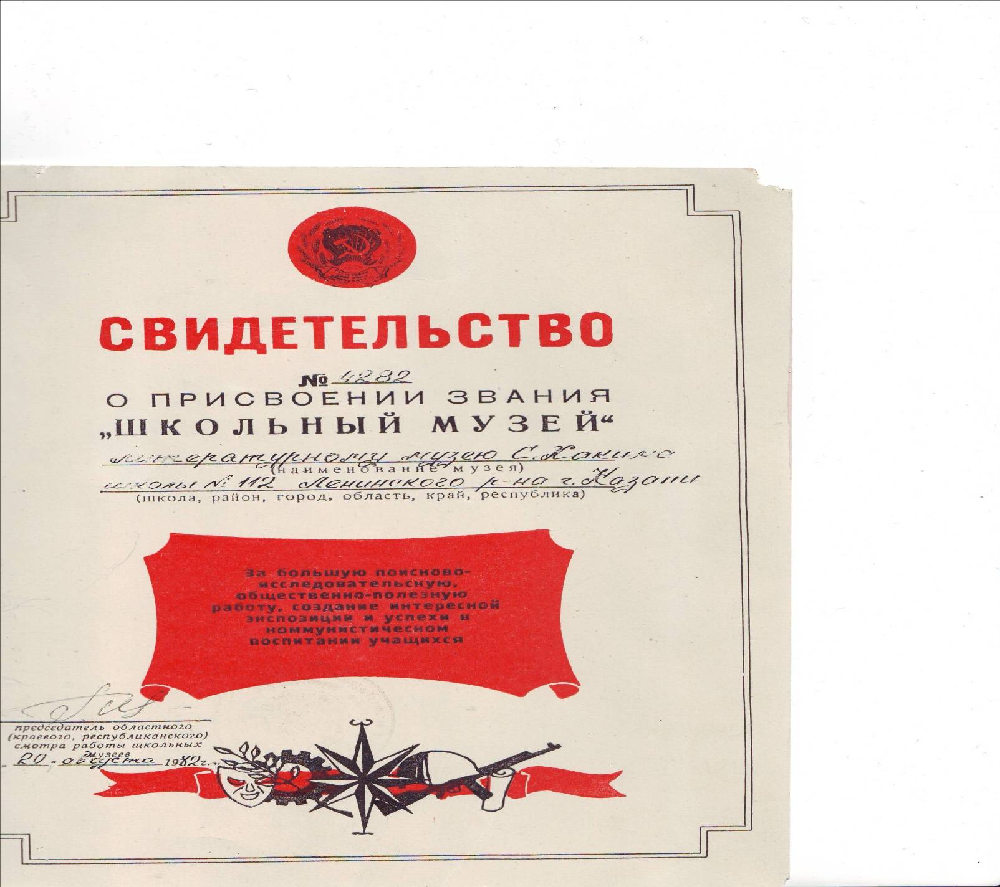 СВИДЕТЕЛЬСТВО
№ 4282
О ПРИСВОЕНИИ ЗВАНИЯ
„ШКОЛЬНЫЙ МУЗЕЙ“
литературному музею С. Хакима
(наименование музея)
школы № 112 Ленинского р-на г. Казани
(школа, район, город, область, край, республика)
За большую поисково-
исследовательскую,
общественно-полезную
работу, создание интересной
экспозиции и успехи в
коммунистическом
воспитании учащихся
председатель областного
(краевого, республиканского)
смотра работы школьных
музеев
„20" августа 1982 г.